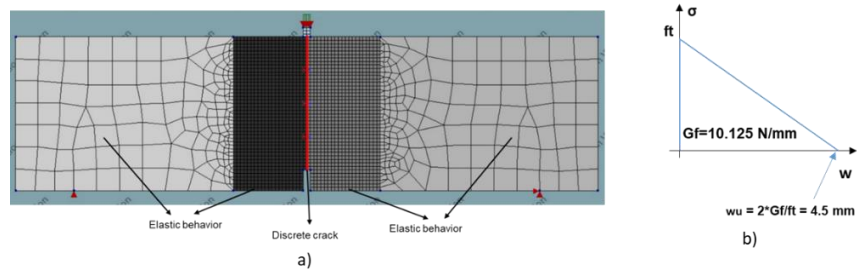 Elastic behavior
Discrete crack
Elastic behavior
a)
σ
ft
Gf=10.125 N/mm
w
wu = 2*Gf/ft = 4.5 mm
b)